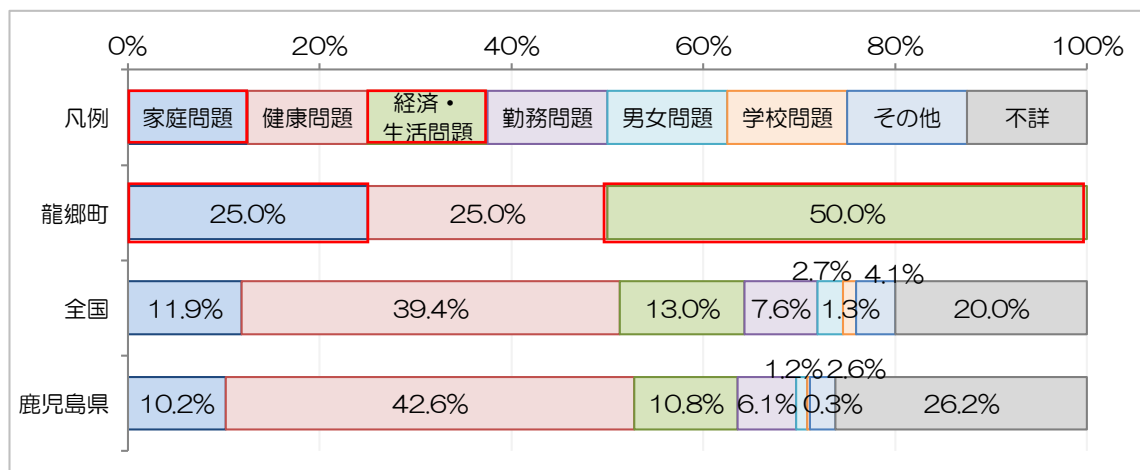 0% 20% 40% 60% 80% 100%
凡例 家庭問題 健康問題 経済・
生活問題 勤務問題 男女問題 学校問題 その他 不詳
龍郷町 25.0% 25.0% 50.0%
2.7% 4.1%
全国 11.9% 39.4% 13.0% 7.6% 1.3% 20.0%
1.2% 2.6%
鹿児島県 10.2% 42.6% 10.8% 6.1% 0.3% 26.2%